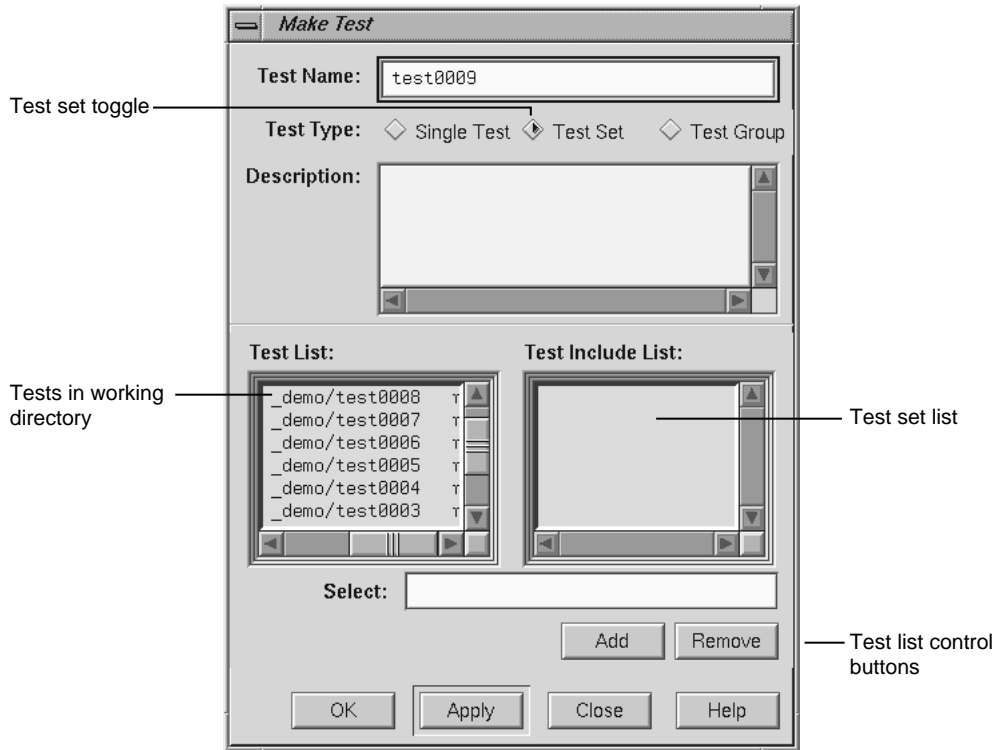 Make Test
Test Name: test0009
Test set toggle
Test Type: Single Test Test Set Test Group
Description:
Test List: Test Include List:
Tests in working
directory
_demo/test0008
_demo/test0007
_demo/test0006
_demo/test0005
_demo/test0004
_demo/test0003
Test set list
Select:
Add Remove
Test list control
buttons
OK Apply Close Help